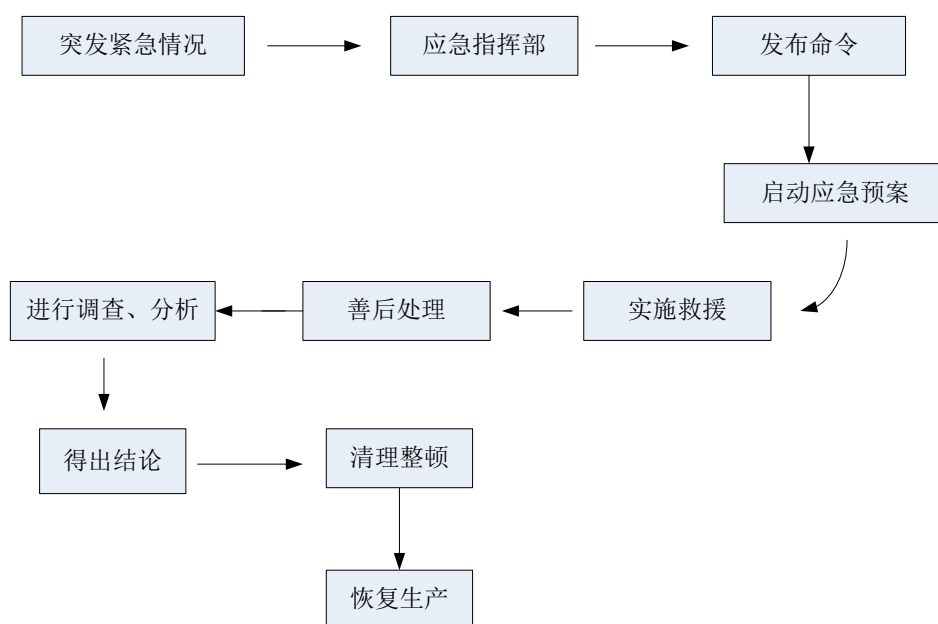 突发紧急情况
应急指挥部
发布命令
启动应急预案
实施救援
善后处理
进行调查、分析
得出结论
清理整顿
恢复生产